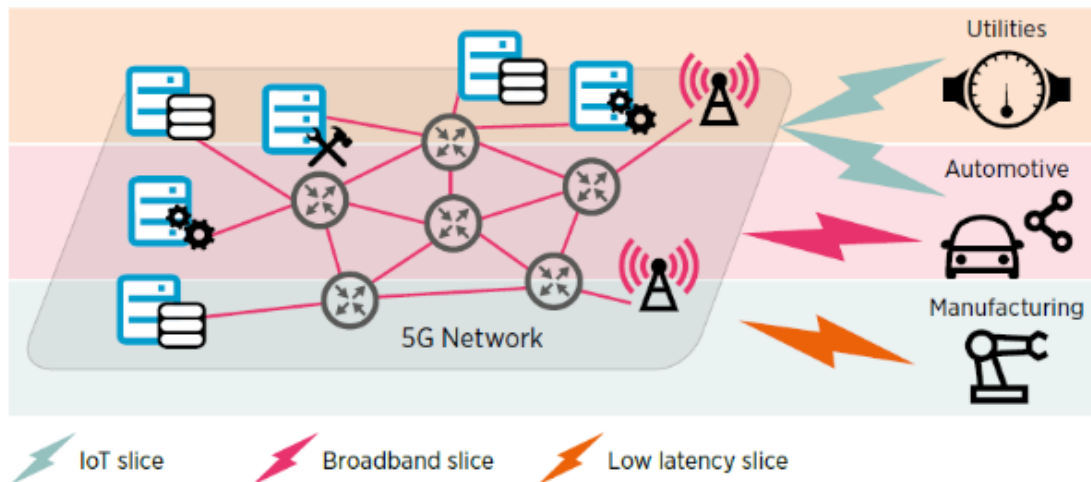 Utilities
Automotive
Manufacturing
5G Network
IoT slice
Broadband slice
Low latency slice